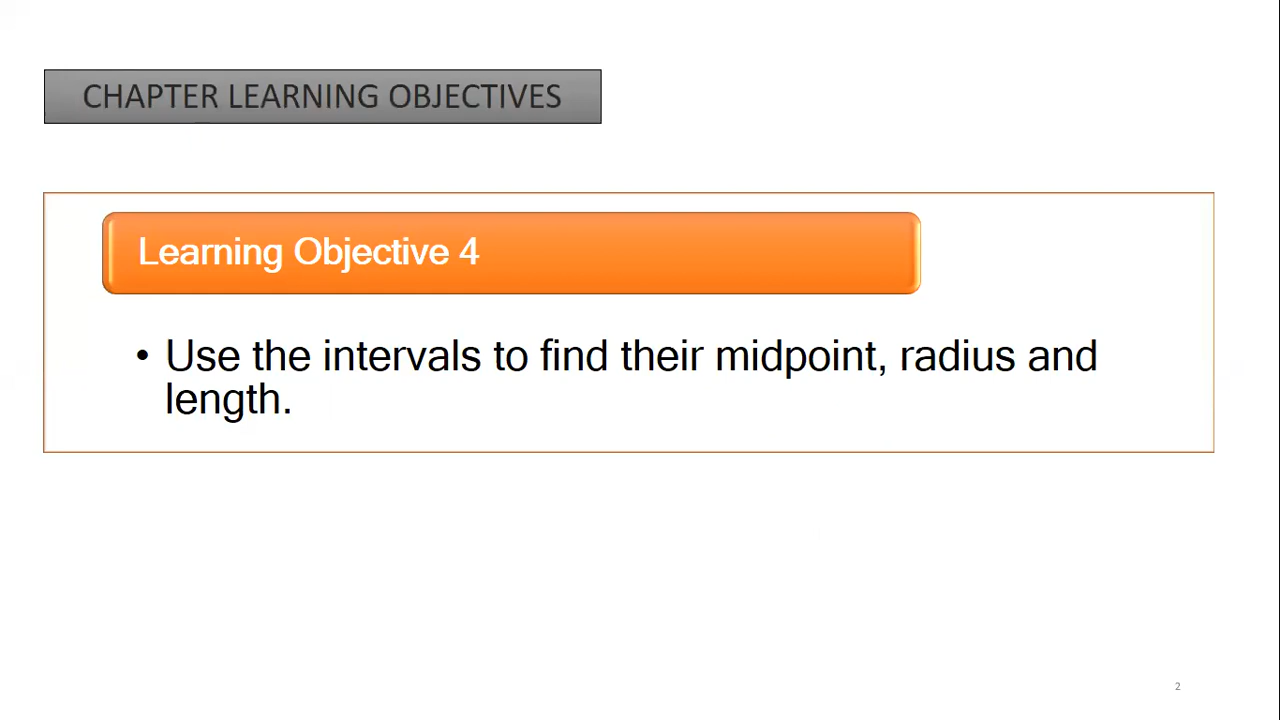 CHAPTER LEARNING OBJECTIVES
Learning Objective 4
• Use the intervals to find their midpoint, radius and
length.
2